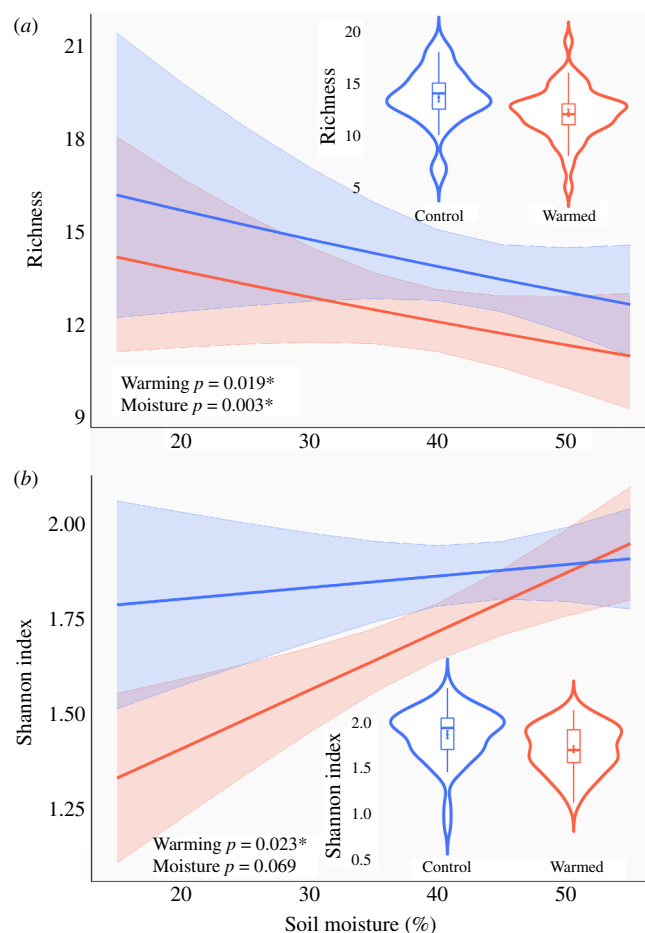 (a)
21
18
15
12
9
Richness
20
15
10
5
Richness
Control
Warmed
Warming p = 0.019*
Moisture p = 0.003*
20
30
40
50
(b)
2.00
1.75
1.50
1.25
Shannon index
2.0
1.5
1.0
0.5
Shannon index
Control
Warmed
Warming p = 0.023*
Moisture p = 0.069
20
30
40
50
Soil moisture (%)